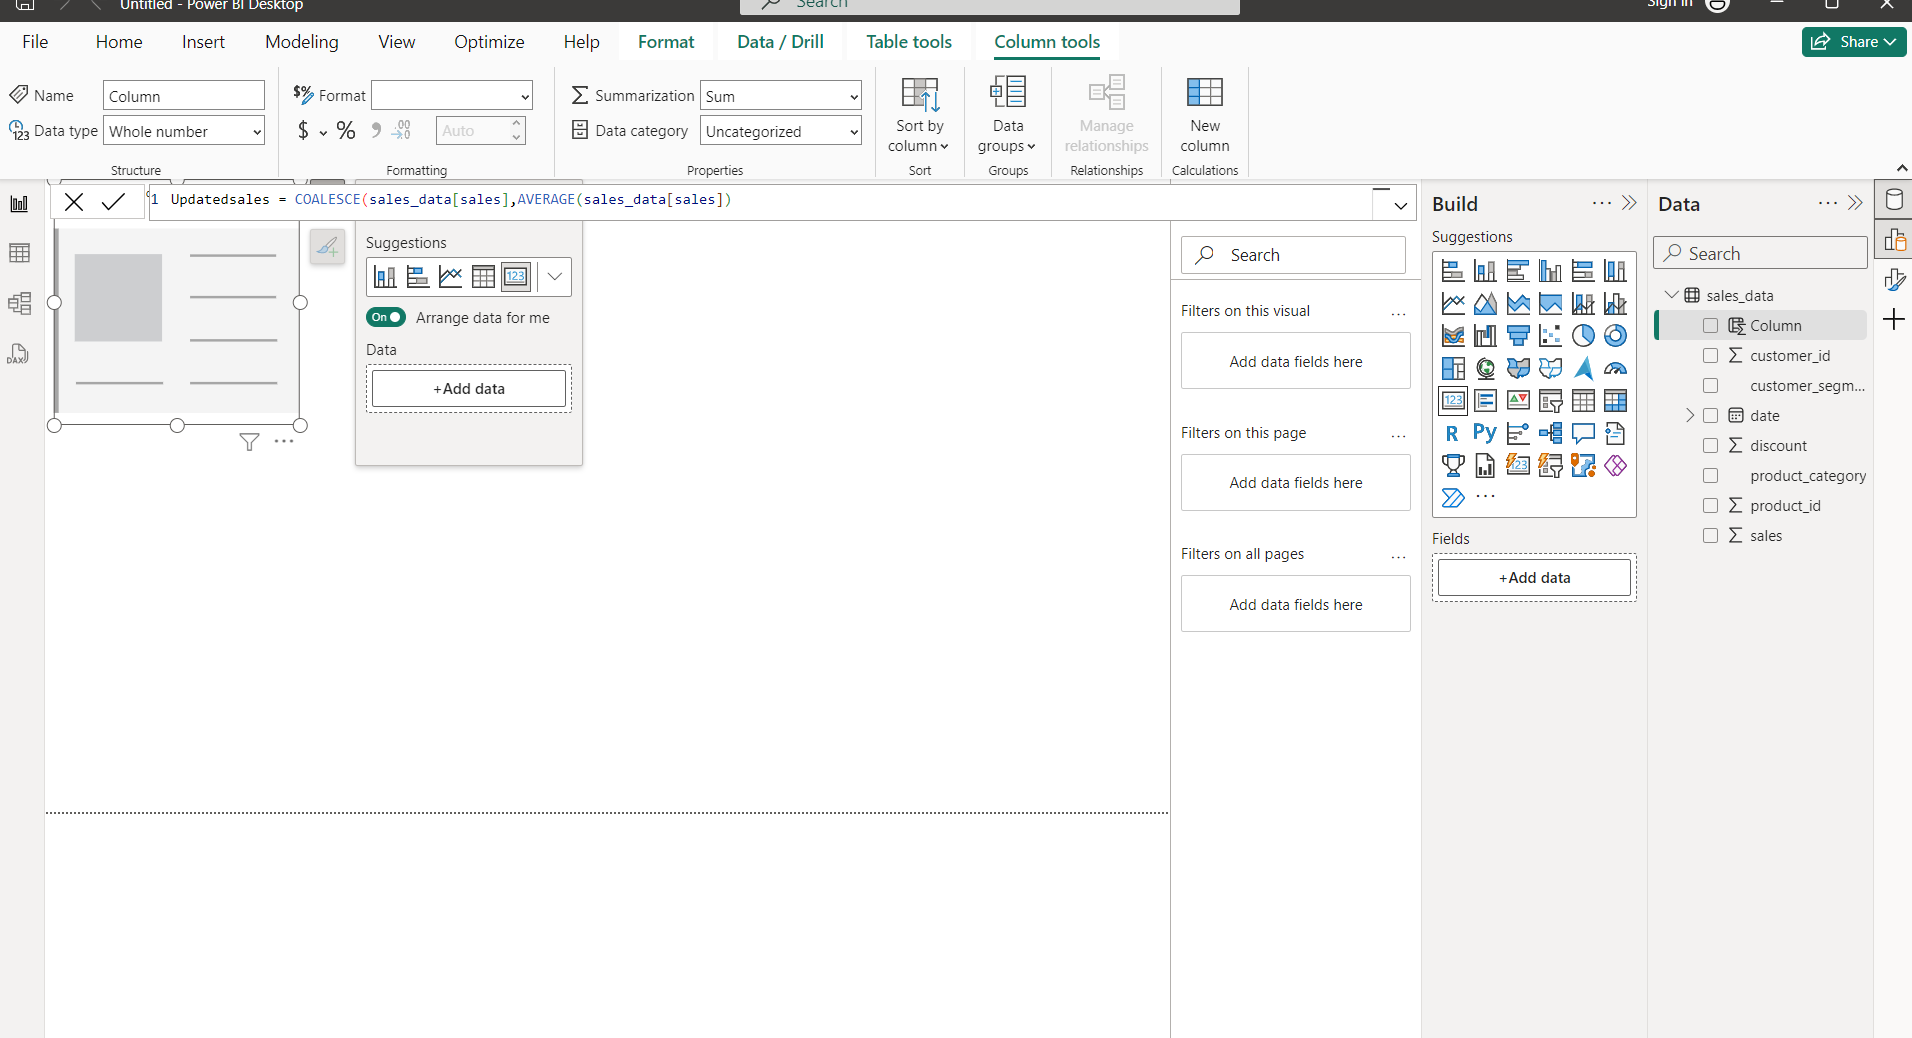 Untitled - Power BI Desktop
Search
Sign in
File Home Insert Modeling View Optimize Help Format Data / Drill Table tools Column tools
Share
Name Column
Format
Summarization Sum
Data type Whole number
$ % Auto
Data category Uncategorized
Sort by column
Data groups
Manage relationships
New column
Structure
Formatting
Properties
Sort
Groups
Relationships
Calculations
1 Updatedsales = COALESCE(sales_data[sales],AVERAGE(sales_data[sales])
Suggestions
On Arrange data for me
Data
+Add data
Search
Filters on this visual ...
Add data fields here
Filters on this page ...
Add data fields here
Filters on all pages ...
Add data fields here
Build ...
Suggestions
123
R Py
...
Fields
+Add data
Data ...
Search
sales_data
Column
customer_id
customer_segm...
date
discount
product_category
product_id
sales
DAX